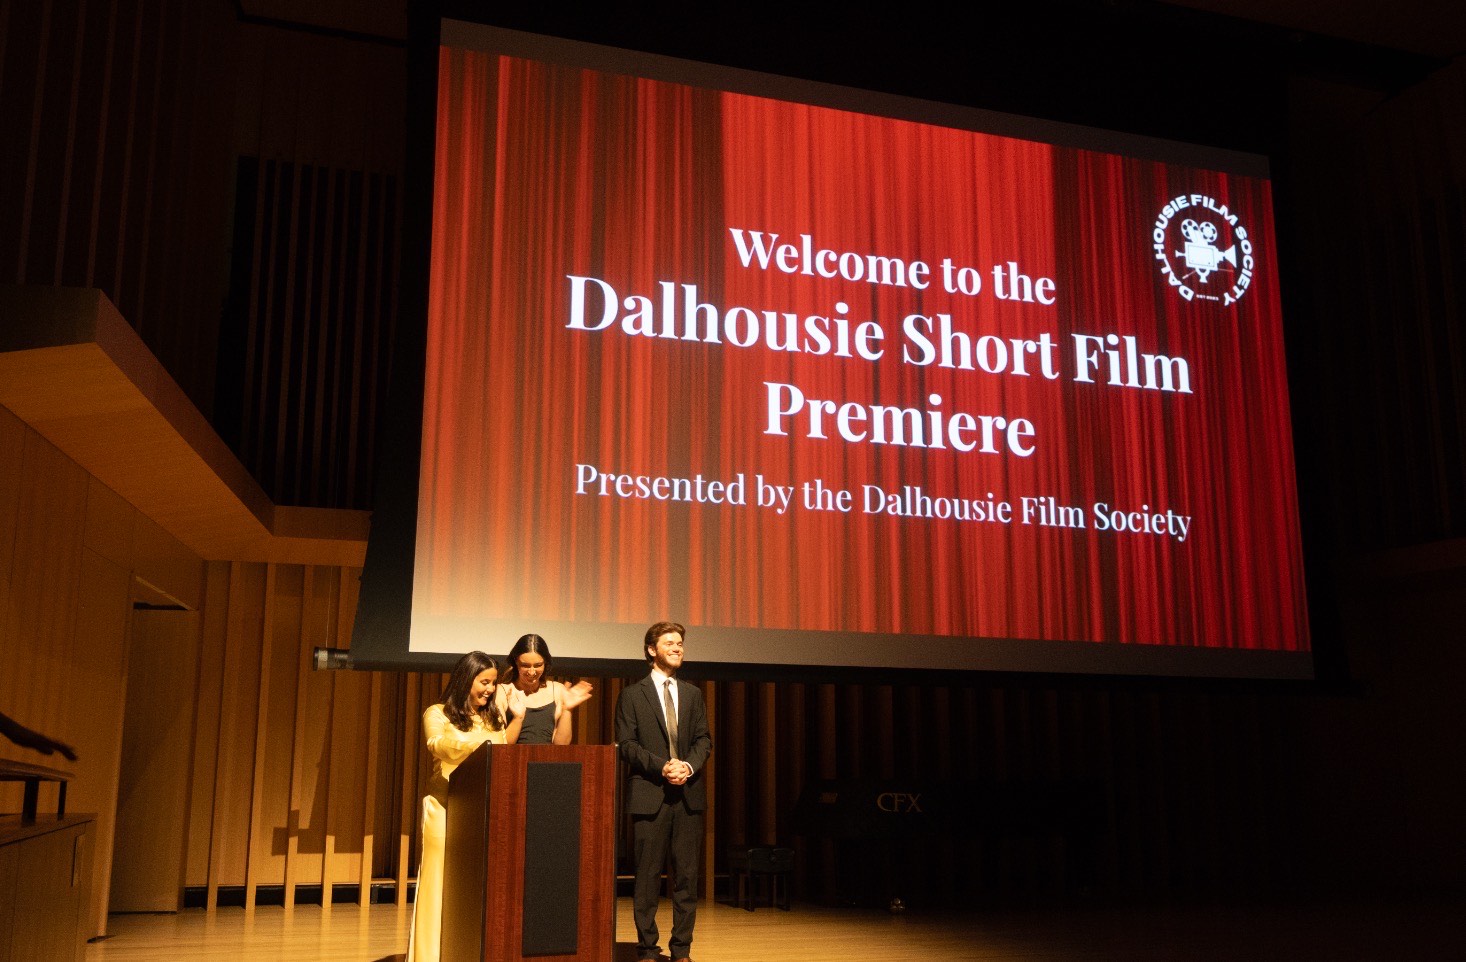 Welcome to the
Dalhousie Short Film
Premiere
Presented by the Dalhousie Film Society
DALHOUSIE FILM SOCIETY
CFX